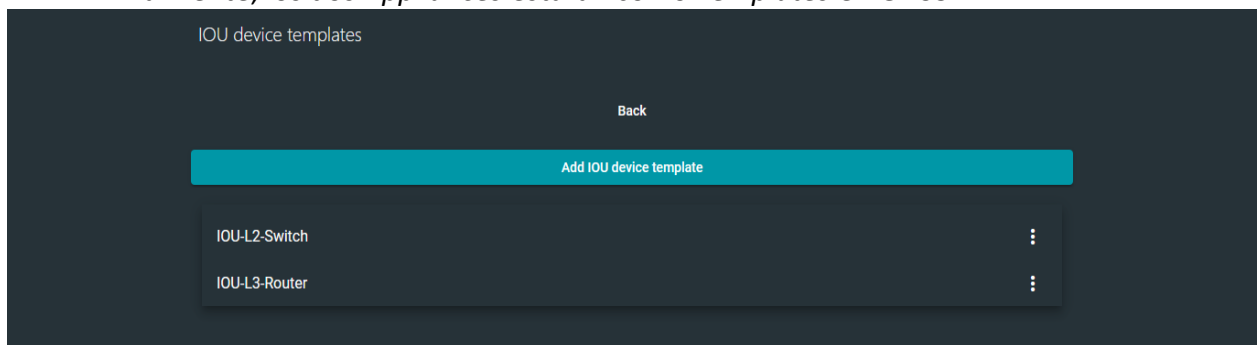 IOU device templates
Back
Add IOU device template
IOU-L2-Switch
IOU-L3-Router